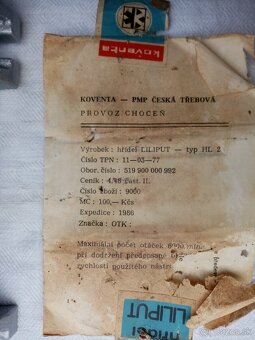 koventa
KOVENTA — PMP ČESKÁ TŘEBOVÁ
PROVOZ CHOCEŇ
Výrobek : hřídel LILIPUT — typ HL 2
Číslo TPN : 11—03—77
Obor. číslo : 519 900 000 992
Ceník : část II.
Číslo zboží : 9000
MC : 100,— Kčs
Expedice : 1986
Značka : OTK :
Maximální počet otáček
při dodržení předepsané
rychlosti použitého nástro
hřídel
LILIPUT